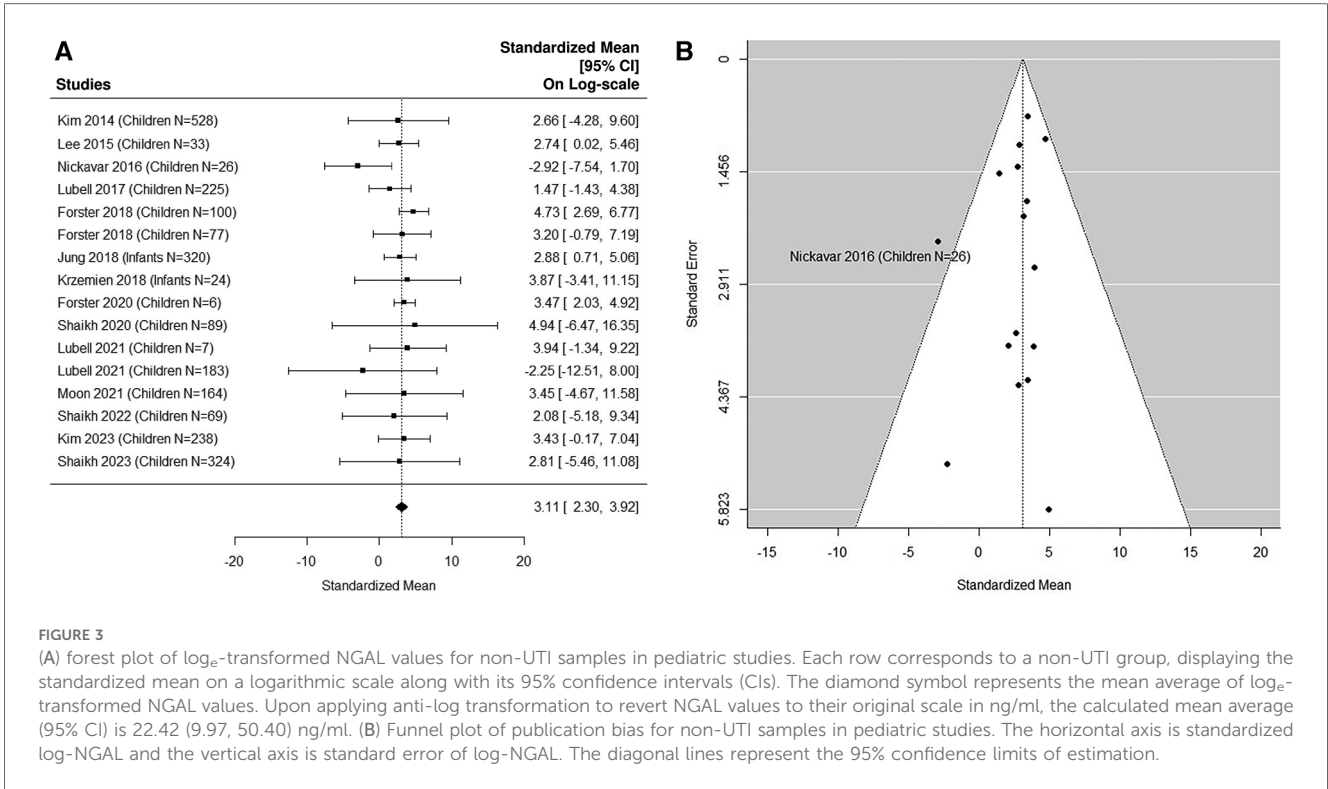 A
Standardized Mean
[95% CI]
On Log-scale
Studies
Kim 2014 (Children N=528) 2.66 [ -4.28, 9.60]
Lee 2015 (Children N=33) 2.74 [ 0.02, 5.46]
Nickavar 2016 (Children N=26) -2.92 [ -7.54, 1.70]
Lubell 2017 (Children N=225) 1.47 [ -1.43, 4.38]
Forster 2018 (Children N=100) 4.73 [ 2.69, 6.77]
Forster 2018 (Children N=77) 3.20 [ -0.79, 7.19]
Jung 2018 (Infants N=320) 2.88 [ 0.71, 5.06]
Krzemien 2018 (Infants N=24) 3.87 [ -3.41, 11.15]
Forster 2020 (Children N=6) 3.47 [ 2.03, 4.92]
Shaikh 2020 (Children N=89) 4.94 [ -6.47, 16.35]
Lubell 2021 (Children N=7) 3.94 [ -1.34, 9.22]
Lubell 2021 (Children N=183) -2.25 [-12.51, 8.00]
Moon 2021 (Children N=164) 3.45 [ -4.67, 11.58]
Shaikh 2022 (Children N=69) 2.08 [ -5.18, 9.34]
Kim 2023 (Children N=238) 3.43 [ -0.17, 7.04]
Shaikh 2023 (Children N=324) 2.81 [ -5.46, 11.08]
3.11 [ 2.30, 3.92]
-20 -10 0 10 20
Standardized Mean
B
0
1.456
2.911
4.367
5.823
Standard Error
Nickavar 2016 (Children N=26)
-15 -10 -5 0 5 10 15 20
Standardized Mean
FIGURE 3
(A) forest plot of logₑ-transformed NGAL values for non-UTI samples in pediatric studies. Each row corresponds to a non-UTI group, displaying the
standardized mean on a logarithmic scale along with its 95% confidence intervals (CIs). The diamond symbol represents the mean average of logₑ-
transformed NGAL values. Upon applying anti-log transformation to revert NGAL values to their original scale in ng/ml, the calculated mean average
(95% CI) is 22.42 (9.97, 50.40) ng/ml. (B) Funnel plot of publication bias for non-UTI samples in pediatric studies. The horizontal axis is standardized
log-NGAL and the vertical axis is standard error of log-NGAL. The diagonal lines represent the 95% confidence limits of estimation.